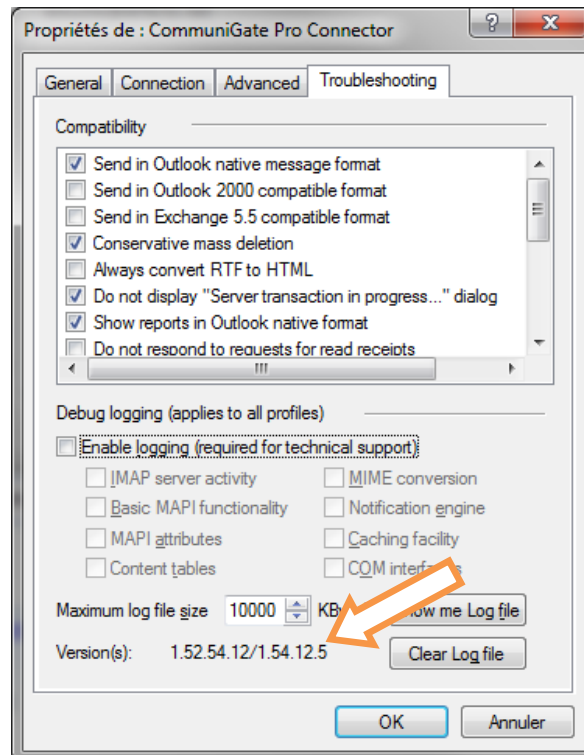 Propriétés de : CommuniGate Pro Connector
General Connection Advanced Troubleshooting
Compatibility
Send in Outlook native message format
Send in Outlook 2000 compatible format
Send in Exchange 5.5 compatible format
Conservative mass deletion
Always convert RTF to HTML
Do not display "Server transaction in progress..." dialog
Show reports in Outlook native format
Do not respond to requests for read receipts
Debug logging (applies to all profiles)
Enable logging (required for technical support)
IMAP server activity MIME conversion
Basic MAPI functionality Notification engine
MAPI attributes Caching facility
Content tables COM interfaces
Maximum log file size 10000 me Log file
Version(s): 1.52.54.12/1.54.12.5 Clear Log file
OK Annuler